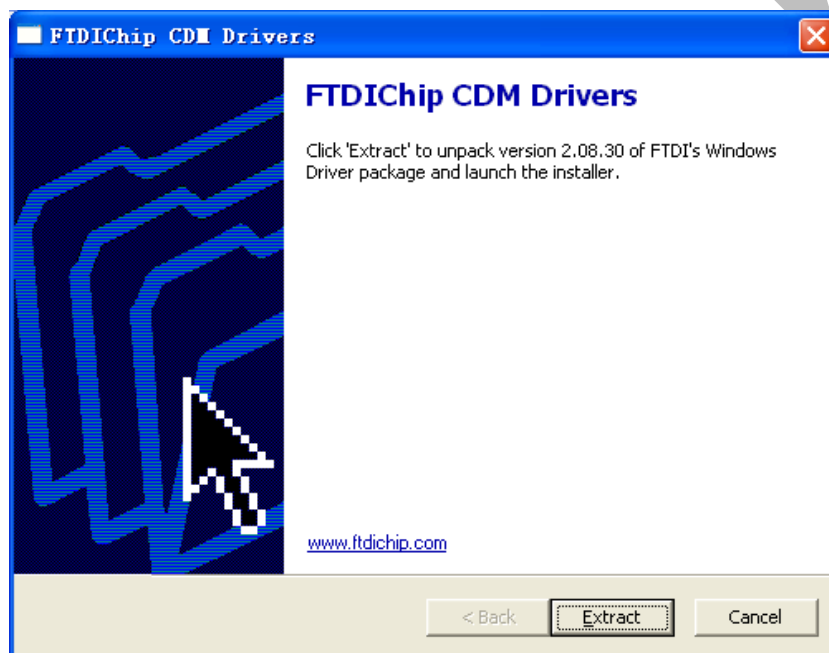 FTDIChip CDM Drivers
FTDIChip CDM Drivers
Click 'Extract' to unpack version 2.08.30 of FTDI's Windows
Driver package and launch the installer.
www.ftdichip.com
< Back Extract Cancel